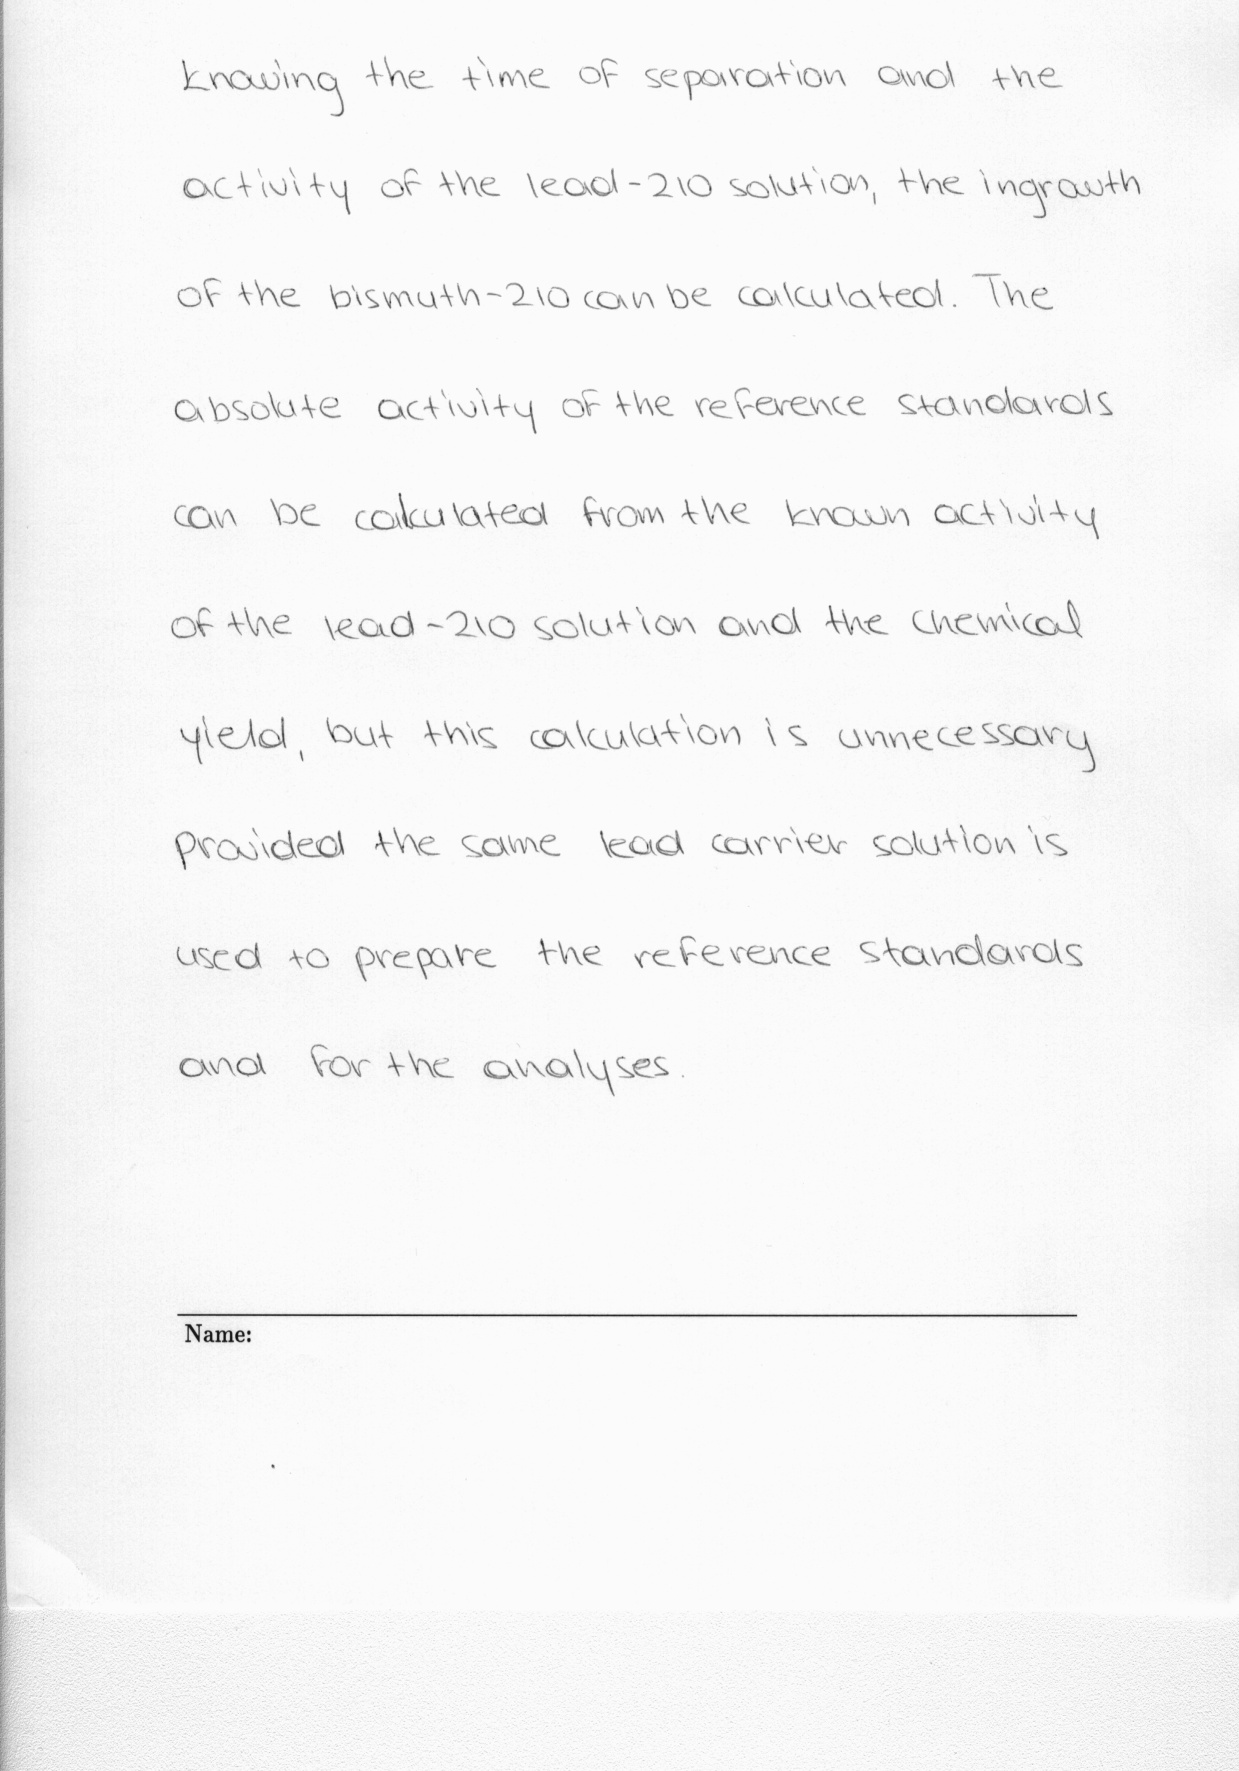 Knowing the time of separation and the
activity of the lead-210 solution, the ingrowth
of the bismuth-210 can be calculated. The
absolute activity of the reference standards
can be calculated from the known activity
of the lead-210 solution and the chemical
yield, but this calculation is unnecessary
provided the same lead carrier solution is
used to prepare the reference standards
and for the analyses.
Name: